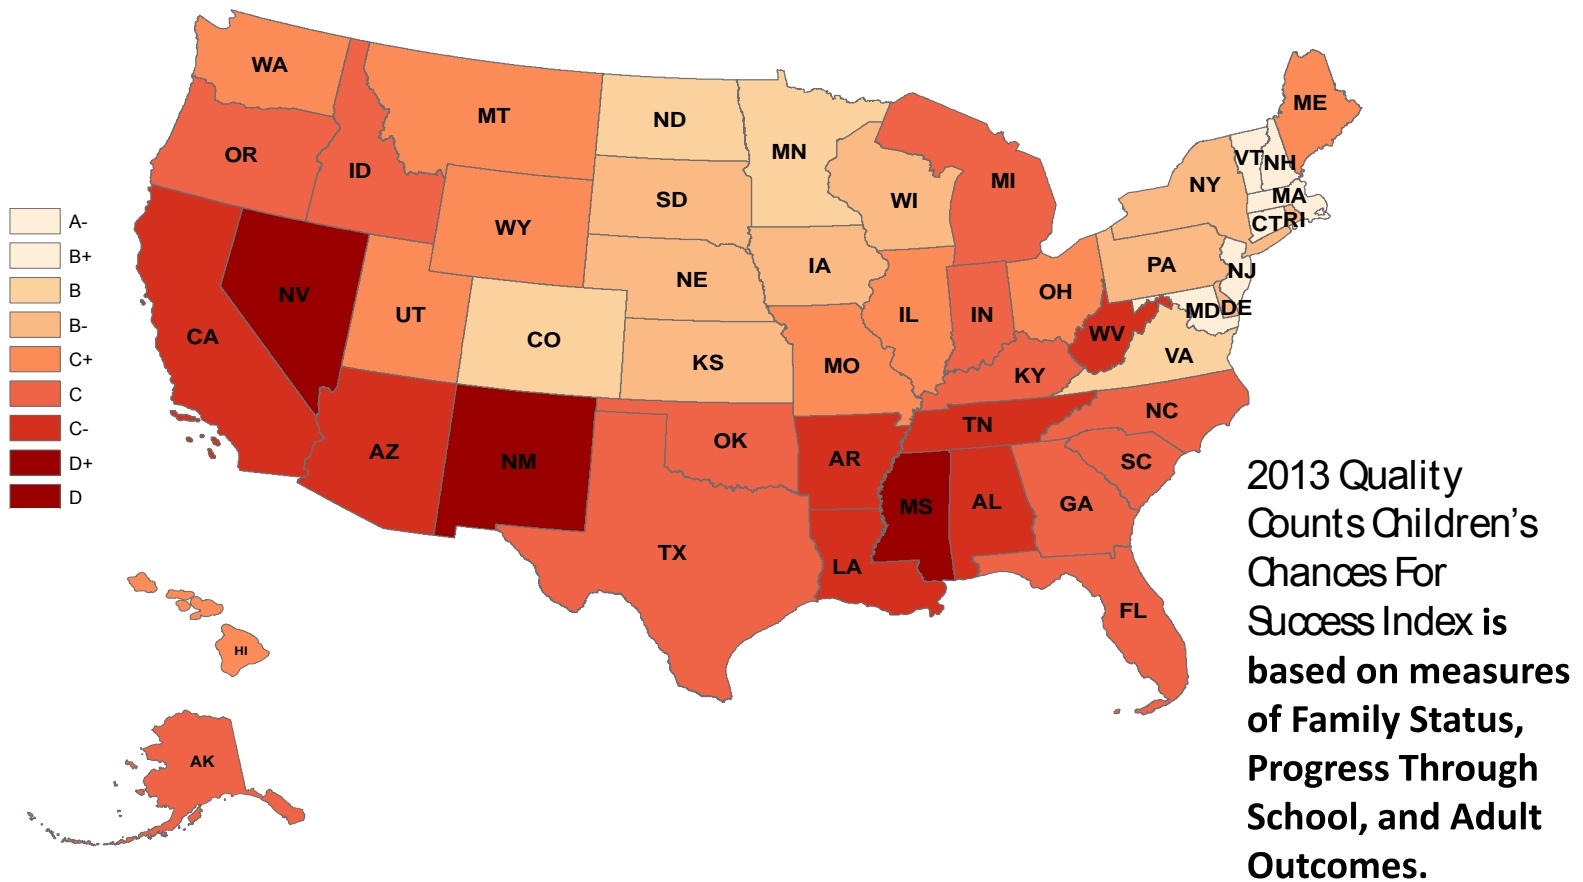 WA
MT
ND
MN
ME
OR
ID
SD
WI
MI
VT
NH
NY
MA
WY
CT
RI
A-
B+
B
B-
C+
C
C-
D+
D
NV
UT
CO
NE
IA
IL
IN
OH
PA
NJ
MD
DE
CA
KS
MO
KY
WV
VA
AZ
NM
OK
AR
TN
NC
SC
TX
LA
MS
AL
GA
FL
HI
AK
2013 Quality
Counts Children’s
Chances For
Success Index is
based on measures
of Family Status,
Progress Through
School, and Adult
Outcomes.